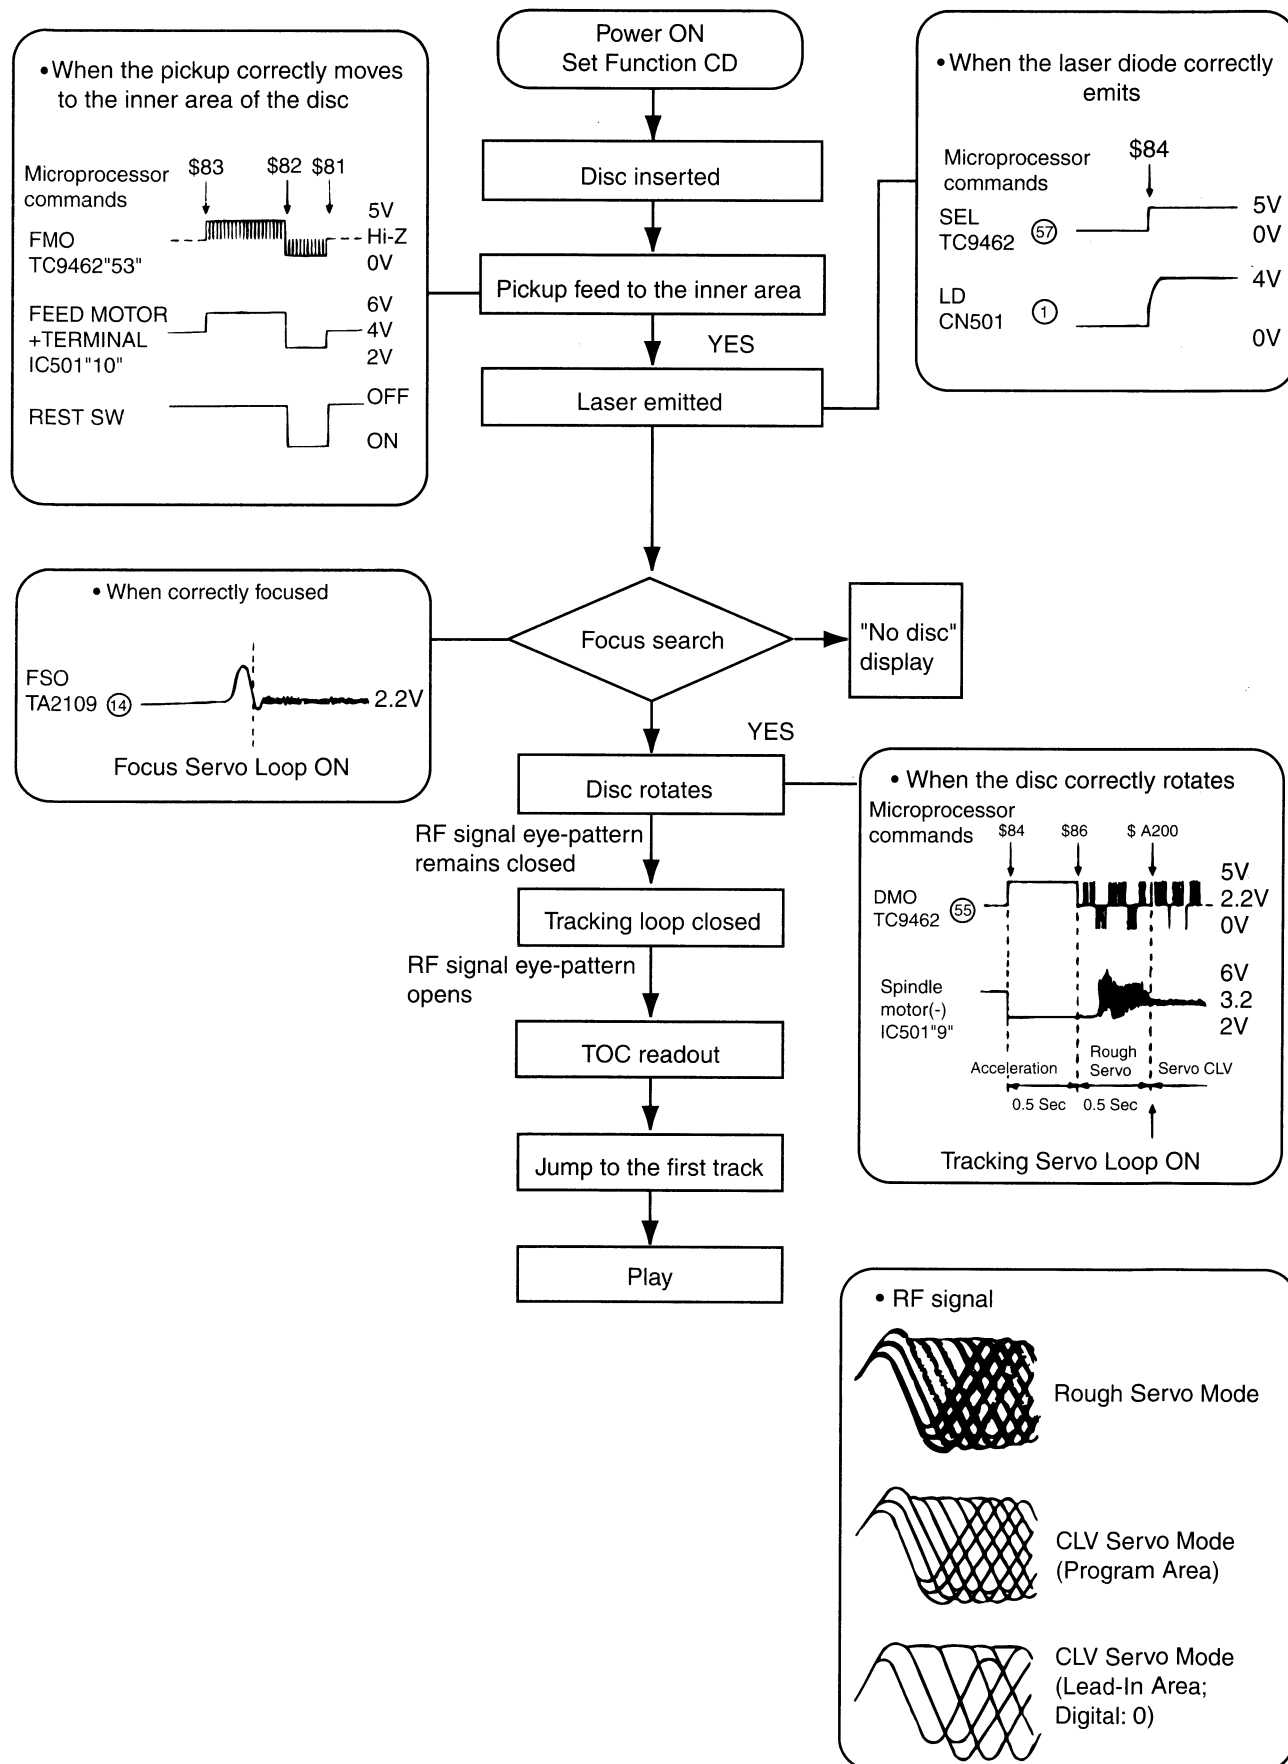 Power ON
Set Function CD
Disc inserted
Pickup feed to the inner area
YES
Laser emitted
• When the pickup correctly moves
to the inner area of the disc
Microprocessor
commands
$83
$82
$81
FMO
TC9462"53"
5V
Hi-Z
0V
FEED MOTOR
+TERMINAL
IC501"10"
6V
4V
2V
REST SW
OFF
ON
• When the laser diode correctly
emits
Microprocessor
commands
$84
SEL
TC9462 57
5V
0V
LD
CN501 1
4V
0V
Focus search
"No disc"
display
• When correctly focused
FSO
TA2109 14
2.2V
Focus Servo Loop ON
YES
Disc rotates
RF signal eye-pattern
remains closed
Tracking loop closed
RF signal eye-pattern
opens
TOC readout
Jump to the first track
Play
• When the disc correctly rotates
Microprocessor
commands
$84
$86
$ A200
DMO
TC9462 55
5V
2.2V
0V
Spindle
motor(-)
IC501"9"
6V
3.2
2V
Acceleration
Rough
Servo
Servo CLV
0.5 Sec
0.5 Sec
Tracking Servo Loop ON
• RF signal
Rough Servo Mode
CLV Servo Mode
(Program Area)
CLV Servo Mode
(Lead-In Area;
Digital: 0)